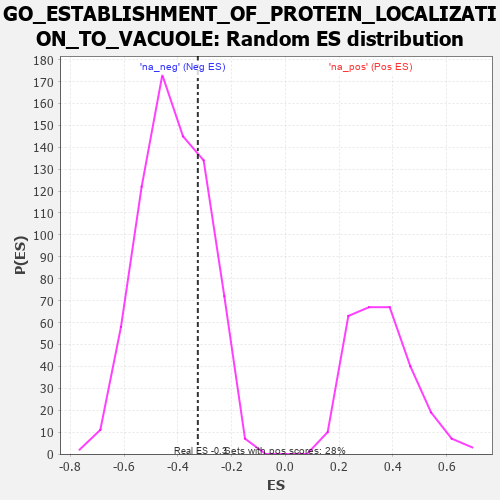 GO_ESTABLISHMENT_OF_PROTEIN_LOCALIZATI
ON_TO_VACUOLE: Random ES distribution
'na_neg' (Neg ES) 'na_pos' (Pos ES)
180
170
160
150
140
130
120
110
100
90
80
70
60
50
40
30
20
10
0
P(ES)
Real ES -0.3 Sets with pos scores: 28%
-0.8 -0.6 -0.4 -0.2 0.0 0.2 0.4 0.6
ES